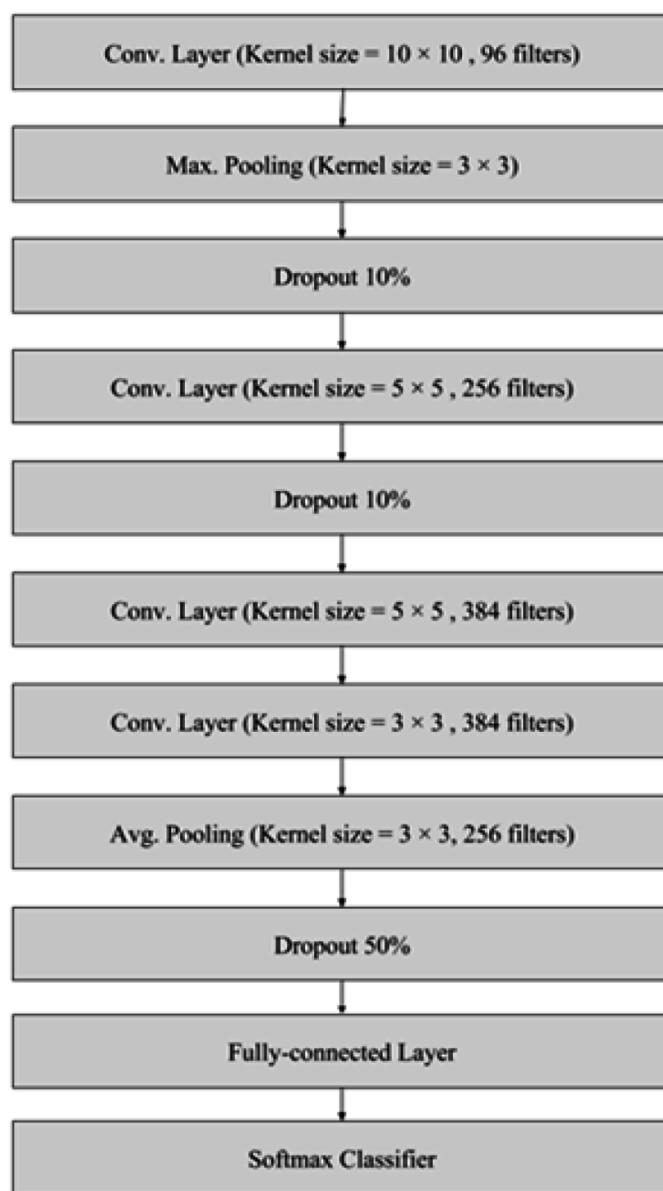 Conv. Layer (Kernel size = 10 × 10 , 96 filters)
Max. Pooling (Kernel size = 3 × 3)
Dropout 10%
Conv. Layer (Kernel size = 5 × 5 , 256 filters)
Dropout 10%
Conv. Layer (Kernel size = 5 × 5 , 384 filters)
Conv. Layer (Kernel size = 3 × 3 , 384 filters)
Avg. Pooling (Kernel size = 3 × 3, 256 filters)
Dropout 50%
Fully-connected Layer
Softmax Classifier